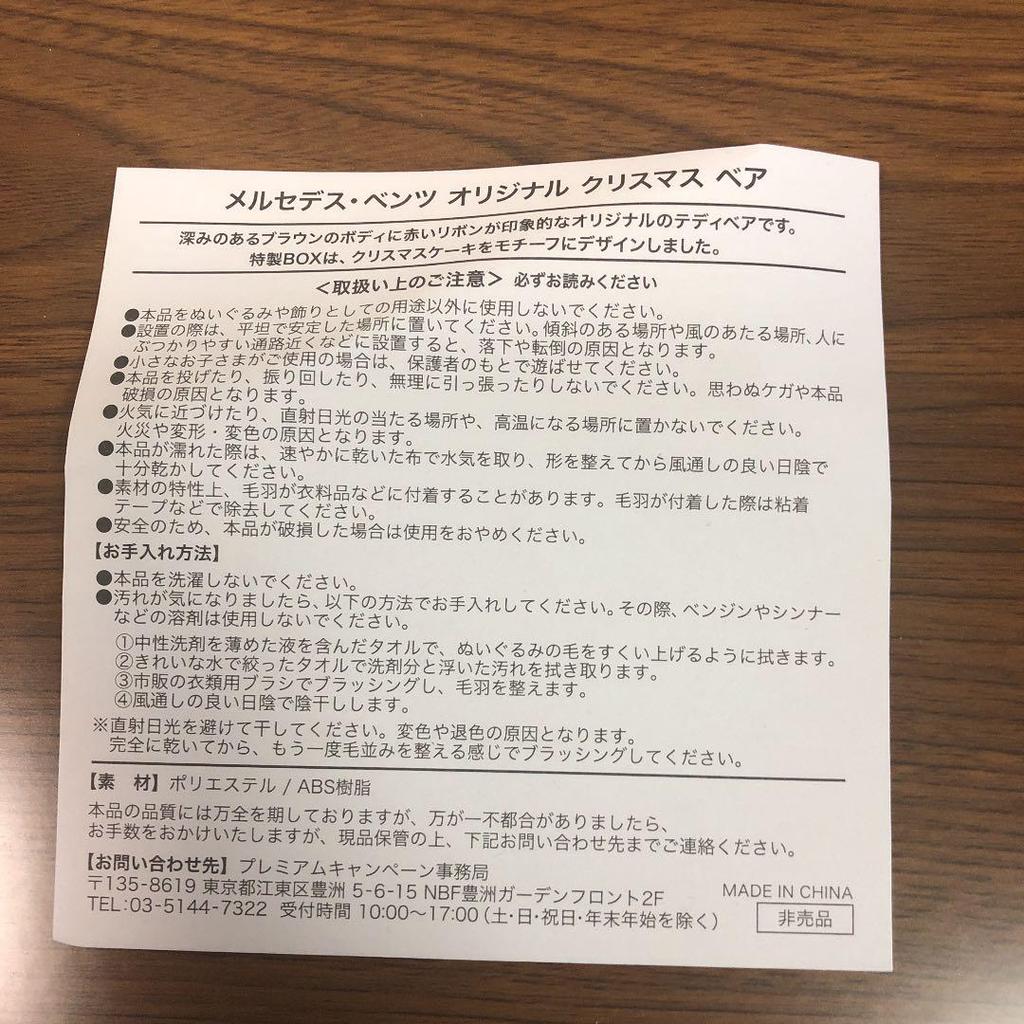 メルセデス・ベンツ オリジナル クリスマス ベア
深みのあるブラウンのボディに赤いリボンが印象的なオリジナルのテディベアです。
特製BOXは、クリスマスケーキをモチーフにデザインしました。
＜取扱い上のご注意＞ 必ずお読みください
●本品をぬいぐるみや飾りとしての用途以外に使用しないでください。
●設置の際は、平坦で安定した場所に置いてください。傾斜のある場所や風のあたる場所、人に
ぶつかりやすい通路近くなどに設置すると、落下や転倒の原因となります。
●小さなお子さまがご使用の場合は、保護者のもとで遊ばせてください。
●本品を投げたり、振り回したり、無理に引っ張ったりしないでください。思わぬケガや本品
破損の原因となります。
●火気に近づけたり、直射日光の当たる場所や、高温になる場所に置かないでください。
火災や変形・変色の原因となります。
●本品が濡れた際は、速やかに乾いた布で水気を取り、形を整えてから風通しの良い日陰で
十分乾かしてください。
●素材の特性上、毛羽が衣料品などに付着することがあります。毛羽が付着した際は粘着
テープなどで除去してください。
●安全のため、本品が破損した場合は使用をおやめください。
【お手入れ方法】
●本品を洗濯しないでください。
●汚れが気になりましたら、以下の方法でお手入れしてください。その際、ベンジンやシンナー
などの溶剤は使用しないでください。
①中性洗剤を薄めた液を含んだタオルで、ぬいぐるみの毛をすくい上げるように拭きます。
②きれいな水で絞ったタオルで洗剤分と浮いた汚れを拭き取ります。
③市販の衣類用ブラシでブラッシングし、毛羽を整えます。
④風通しの良い日陰で陰干しします。
※直射日光を避けて干してください。変色や退色の原因となります。
完全に乾いてから、もう一度毛並みを整える感じでブラッシングしてください。
【素　材】ポリエステル / ABS樹脂
本品の品質には万全を期しておりますが、万が一不都合がありましたら、
お手数をおかけいたしますが、現品保管の上、下記お問い合わせ先までご連絡ください。
【お問い合わせ先】プレミアムキャンペーン事務局
〒135-8619 東京都江東区豊洲 5-6-15 NBF豊洲ガーデンフロント2F
TEL:03-5144-7322 受付時間 10:00〜17:00（土・日・祝日・年末年始を除く）
MADE IN CHINA
非売品